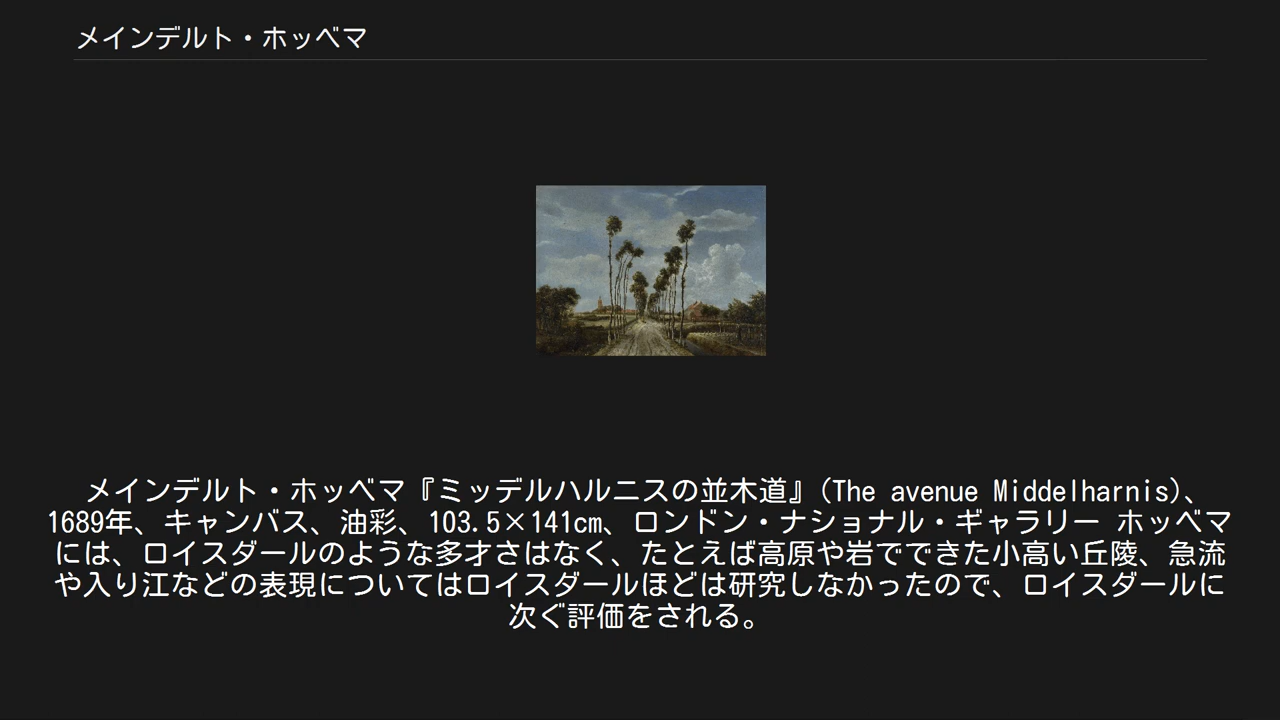 メインデルト・ホッベマ
メインデルト・ホッベマ『ミッデルハルニスの並木道』(The avenue Middelharnis)、
1689年、キャンバス、油彩、103.5×141cm、ロンドン・ナショナル・ギャラリー ホッベマ
には、ロイスダールのような多才さはなく、たとえば高原や岩でできた小高い丘陵、急流
や入り江などの表現についてはロイスダールほどは研究しなかったので、ロイスダールに
次ぐ評価をされる。